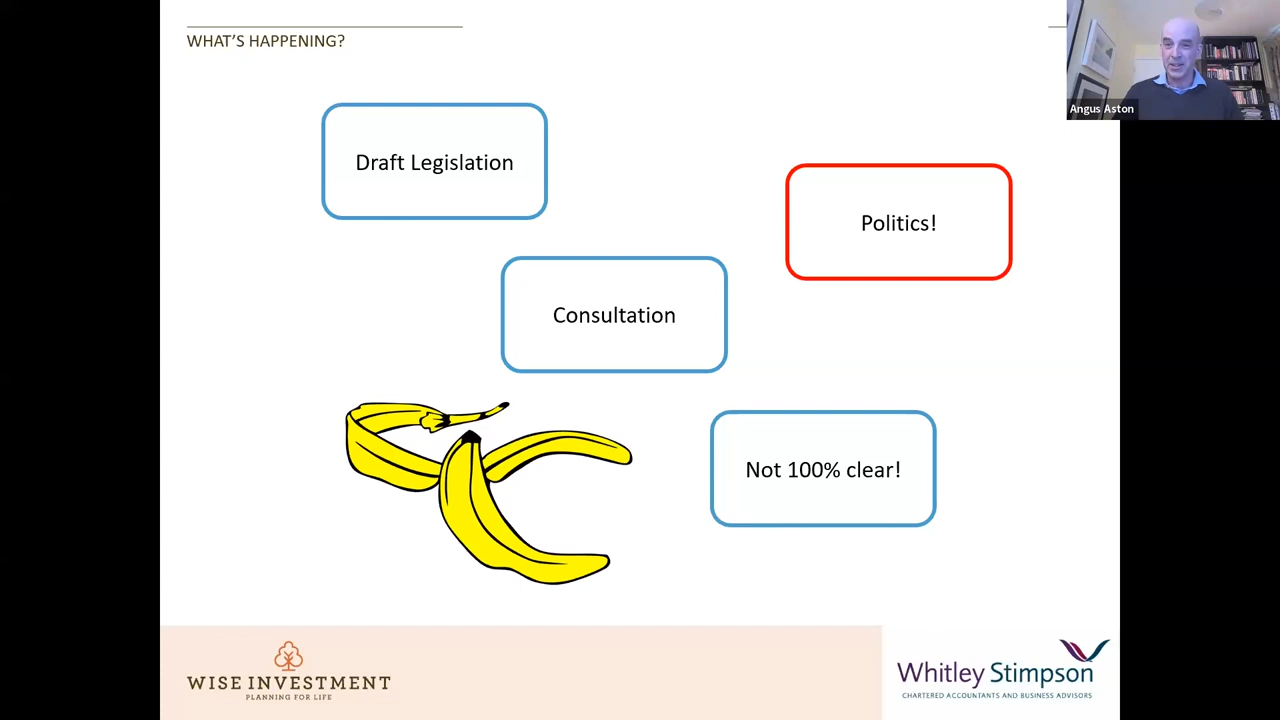 WHAT'S HAPPENING?
Angus Aston
Draft Legislation
Politics!
Consultation
Not 100% clear!
WISE INVESTMENT
PLANNING FOR LIFE
Whitley Stimpson
CHARTERED ACCOUNTANTS AND BUSINESS ADVISORS